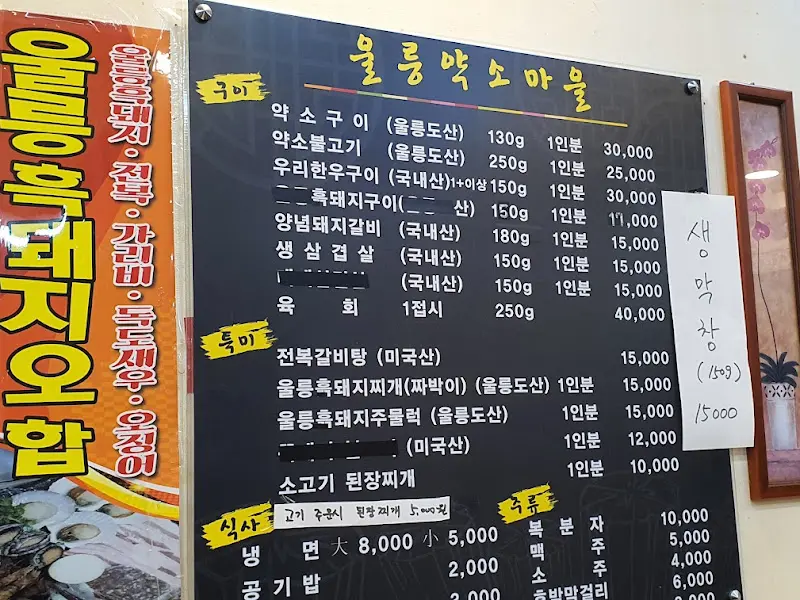 울릉흑돼지오합
울릉흑돼지·전복·가리비·독도새우·오징어
울릉약소마을
구이
약소구이 (울릉도산) 130g 1인분 30,000
약소불고기 (울릉도산) 250g 1인분 25,000
우리한우구이 (국내산)1+이상 150g 1인분 30,000
흑돼지구이( 산) 150g 1인분
양념돼지갈비 (국내산) 180g 1인분 15,000
생삼겹살 (국내산) 150g 1인분 15,000
(국내산) 150g 1인분 15,000
육회 1접시 250g 40,000
특미
전복갈비탕 (미국산) 15,000
울릉흑돼지찌개(짜박이) (울릉도산) 1인분 15,000
울릉흑돼지주물럭 (울릉도산) 1인분 15,000
(미국산) 1인분 12,000
소고기 된장찌개 1인분 10,000
고기 주문시 된장찌개 5,000원
식사
냉면 大 8,000 小 5,000
공기밥 2,000
주류
복분자 10,000
맥주 5,000
소주 4,000
호박막걸리 6,000
생막창
(150g)
15000